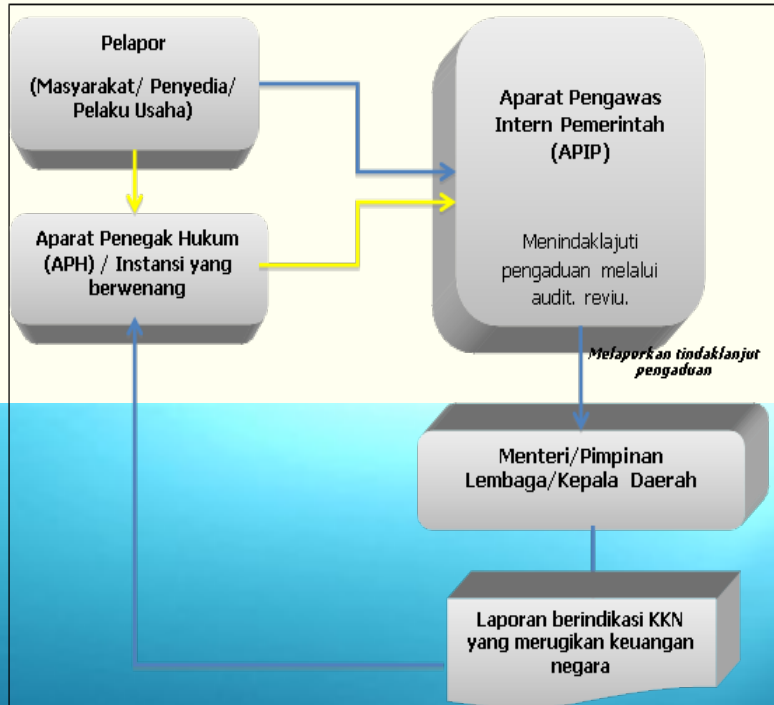 Pelapor
(Masyarakat/ Penyedia/
Pelaku Usaha)
Aparat Penegak Hukum
(APH) / Instansi yang
berwenang
Aparat Pengawas
Intern Pemerintah
(APIP)
Menindaklajuti
pengaduan melalui
audit. reviu.
Melaporkan tindaklanjut
pengaduan
Menteri/Pimpinan
Lembaga/Kepala Daerah
Laporan berindikasi KKN
yang merugikan keuangan
negara